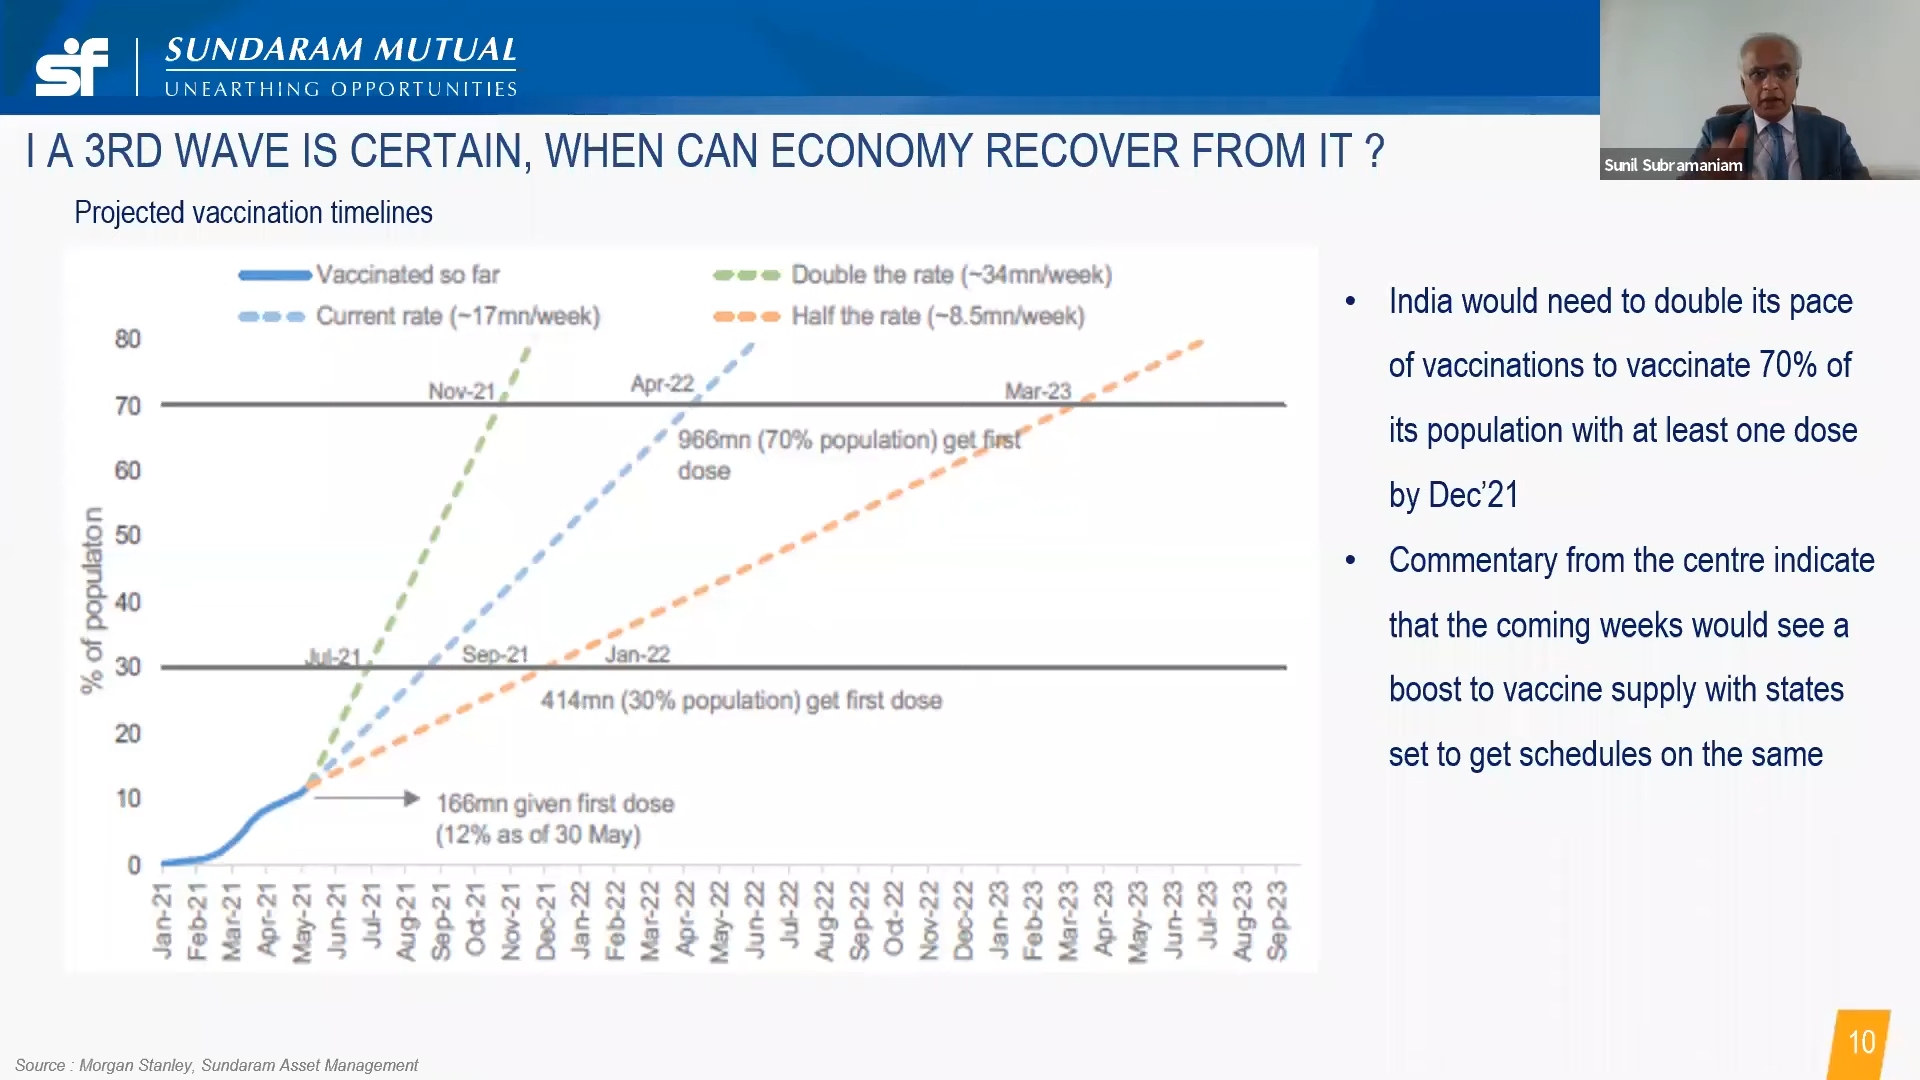 sf
SUNDARAM MUTUAL
UNEARTHING OPPORTUNITIES
Sunil Subramaniam
I A 3RD WAVE IS CERTAIN, WHEN CAN ECONOMY RECOVER FROM IT ?
Projected vaccination timelines
Vaccinated so far
Double the rate (~34mn/week)
Current rate (~17mn/week)
Half the rate (~8.5mn/week)
% of populaton
80
70
60
50
40
30
20
10
0
Nov-21
Apr-22
Mar-23
966mn (70% population) get first
dose
Jul-21
Sep-21
Jan-22
414mn (30% population) get first dose
166mn given first dose
(12% as of 30 May)
Jan-21
Feb-21
Mar-21
Apr-21
May-21
Jun-21
Jul-21
Aug-21
Sep-21
Oct-21
Nov-21
Dec-21
Jan-22
Feb-22
Mar-22
Apr-22
May-22
Jun-22
Jul-22
Aug-22
Sep-22
Oct-22
Nov-22
Dec-22
Jan-23
Feb-23
Mar-23
Apr-23
May-23
Jun-23
Jul-23
Aug-23
Sep-23
• India would need to double its pace
of vaccinations to vaccinate 70% of
its population with at least one dose
by Dec’21
• Commentary from the centre indicate
that the coming weeks would see a
boost to vaccine supply with states
set to get schedules on the same
Source : Morgan Stanley, Sundaram Asset Management
10